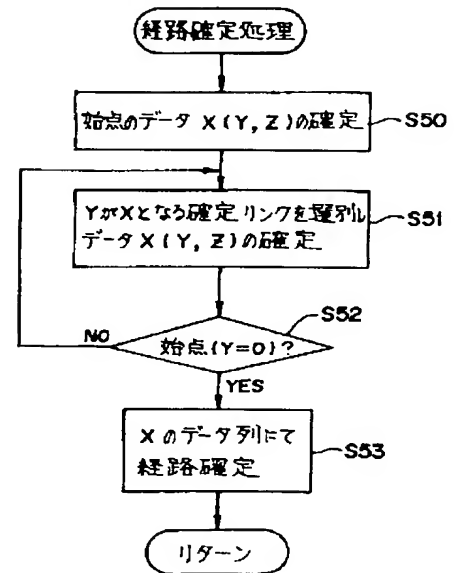 経路確定処理
始点のデータ X(Y,Z)の確定
S50
YがXとなる確定リンクを選別し
データ X(Y,Z)の確定
S51
S52
NO
始点(Y=0)?
YES
Xのデータ列にて
経路確定
S53
リターン